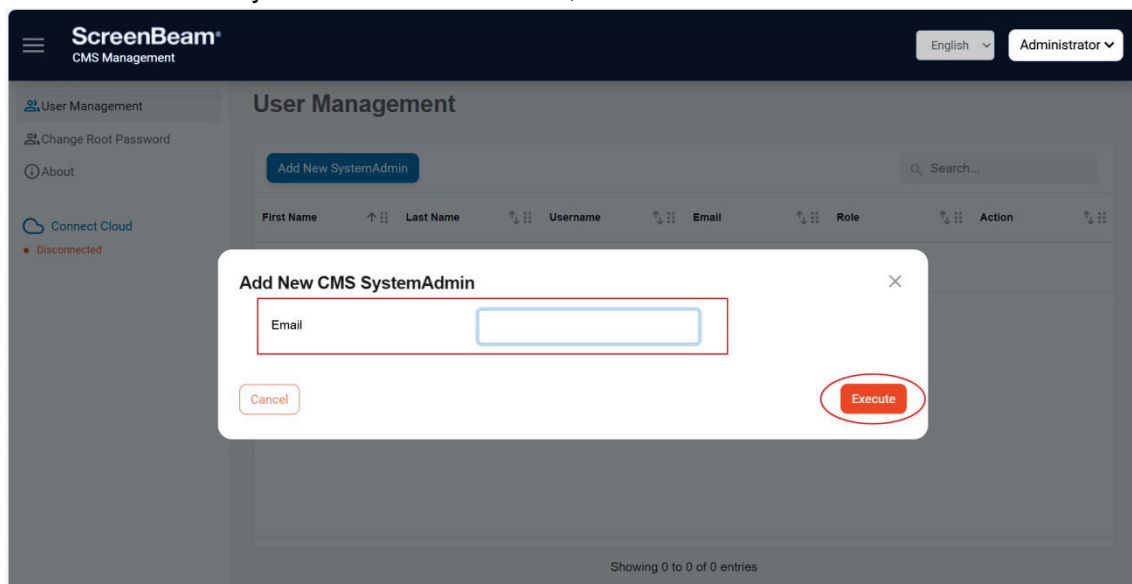 ScreenBeam®
CMS Management
English
Administrator
User Management
Change Root Password
About
Connect Cloud
Disconnected
User Management
Add New SystemAdmin
Search...
First Name Last Name Username Email Role Action
Add New CMS SystemAdmin
Email
Cancel
Execute
Showing 0 to 0 of 0 entries